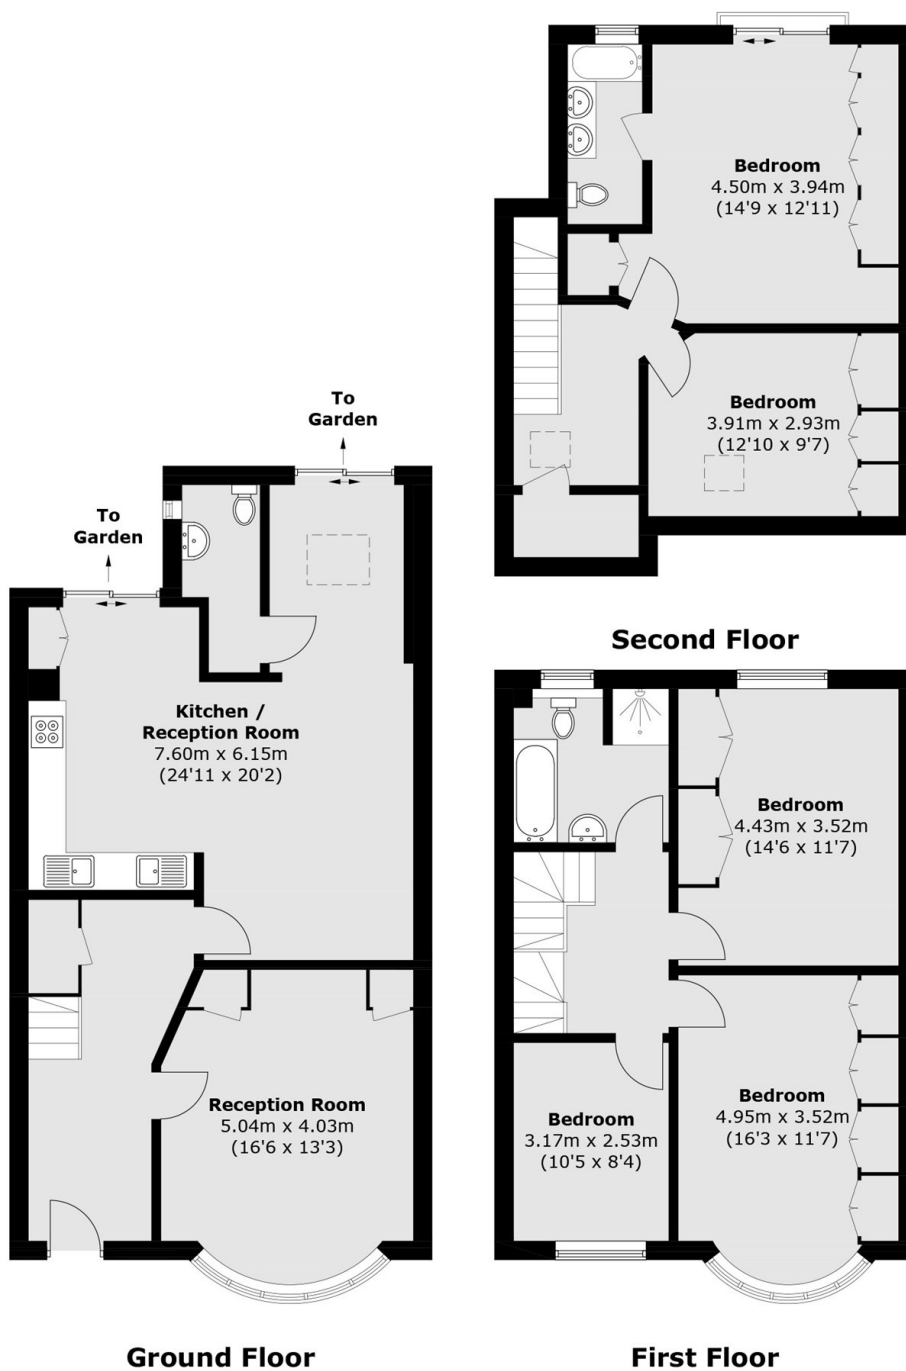 Bedroom
4.50m x 3.94m
(14'9 x 12'11)
Bedroom
3.91m x 2.93m
(12'10 x 9'7)
Second Floor
To
Garden
To
Garden
Kitchen /
Reception Room
7.60m x 6.15m
(24'11 x 20'2)
Reception Room
5.04m x 4.03m
(16'6 x 13'3)
Ground Floor
Bedroom
4.43m x 3.52m
(14'6 x 11'7)
Bedroom
4.95m x 3.52m
(16'3 x 11'7)
Bedroom
3.17m x 2.53m
(10'5 x 8'4)
First Floor